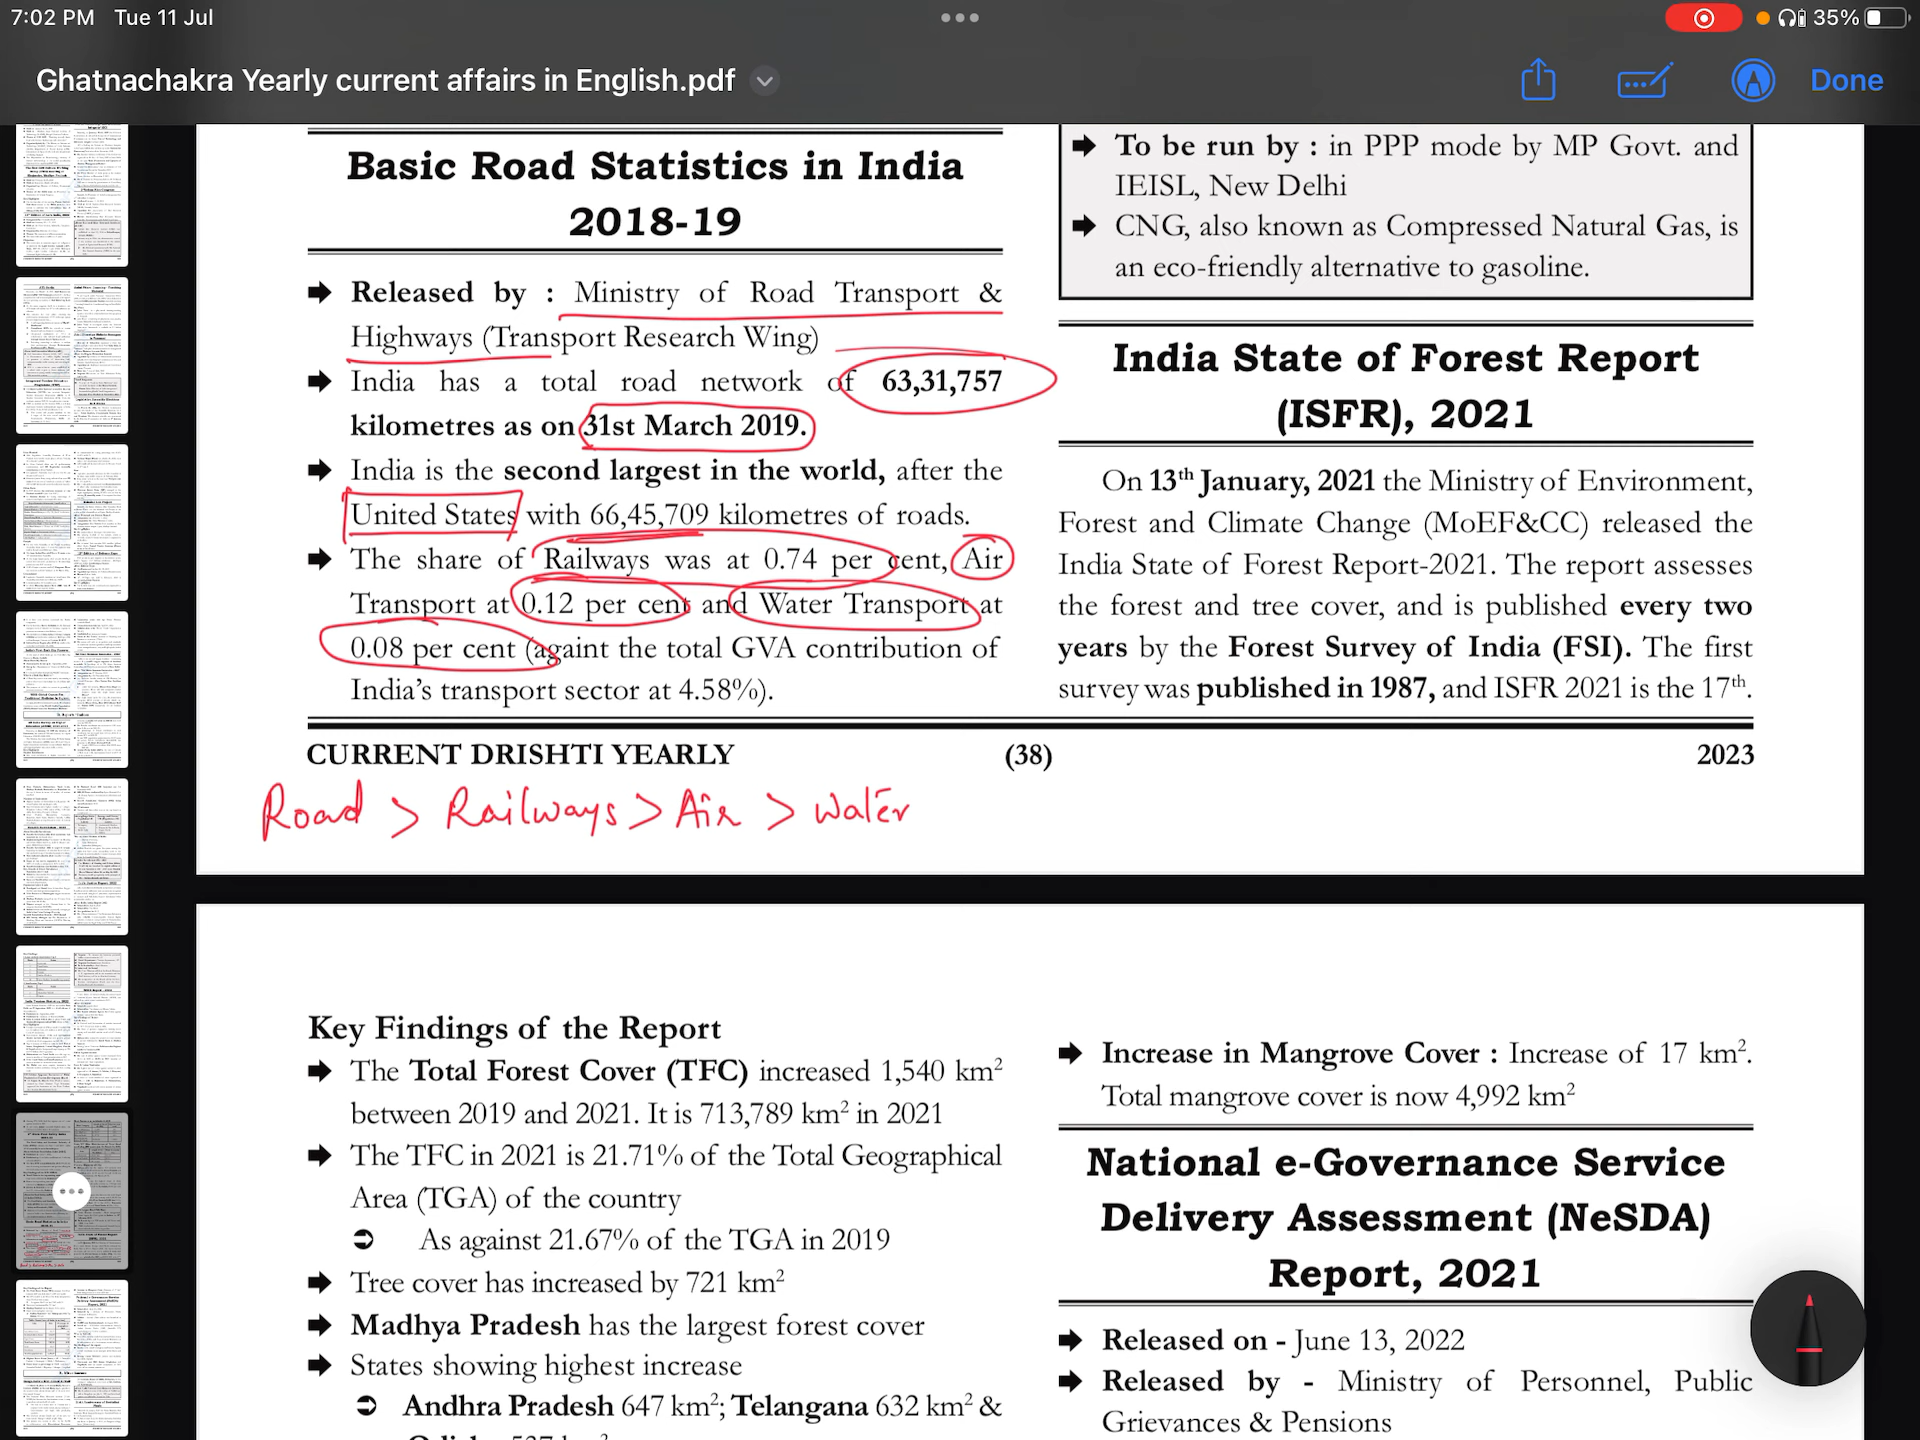 7:02 PM Tue 11 Jul
35%
Ghatnachakra Yearly current affairs in English.pdf
Done
Basic Road Statistics in India
2018-19
➔ Released by : Ministry of Road Transport &
Highways (Transport Research Wing)
➔ India has a total road network of 63,31,757
kilometres as on 31st March 2019.
➔ India is the second largest in the world, after the
United States with 66,45,709 kilometres of roads.
➔ The share of Railways was at 0.74 per cent, Air
Transport at 0.12 per cent and Water Transport at
0.08 per cent (againt the total GVA contribution of
India's transport sector at 4.58%).
➔ To be run by : in PPP mode by MP Govt. and
IEISL, New Delhi
➔ CNG, also known as Compressed Natural Gas, is
an eco-friendly alternative to gasoline.
India State of Forest Report
(ISFR), 2021
On 13th January, 2021 the Ministry of Environment,
Forest and Climate Change (MoEF&CC) released the
India State of Forest Report-2021. The report assesses
the forest and tree cover, and is published every two
years by the Forest Survey of India (FSI). The first
survey was published in 1987, and ISFR 2021 is the 17th.
CURRENT DRISHTI YEARLY (38) 2023
Road > Railways > Air > Water
Key Findings of the Report
➔ The Total Forest Cover (TFC) increased 1,540 km²
between 2019 and 2021. It is 713,789 km² in 2021
➔ The TFC in 2021 is 21.71% of the Total Geographical
Area (TGA) of the country
➲ As against 21.67% of the TGA in 2019
➔ Tree cover has increased by 721 km²
➔ Madhya Pradesh has the largest forest cover
➔ States showing highest increase
➲ Andhra Pradesh 647 km²; Telangana 632 km² &
➔ Increase in Mangrove Cover : Increase of 17 km².
Total mangrove cover is now 4,992 km²
National e-Governance Service
Delivery Assessment (NeSDA)
Report, 2021
➔ Released on - June 13, 2022
➔ Released by - Ministry of Personnel, Public
Grievances & Pensions